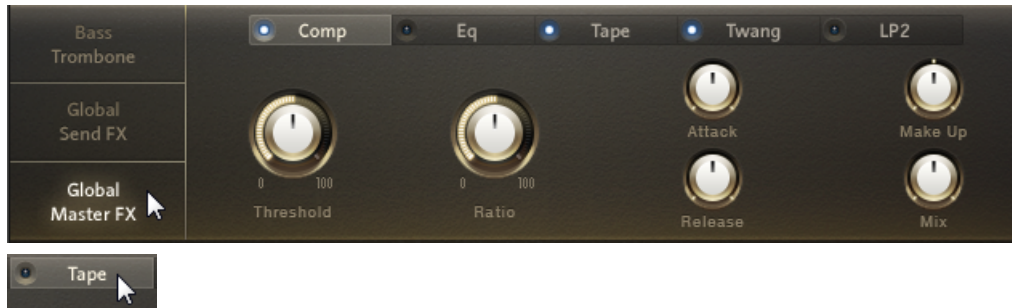 Bass
Trombone
Global
Send FX
Global
Master FX
Comp Eq Tape Twang LP2
Attack Make Up
0 100 0 100
Threshold Ratio
Release Mix
Tape